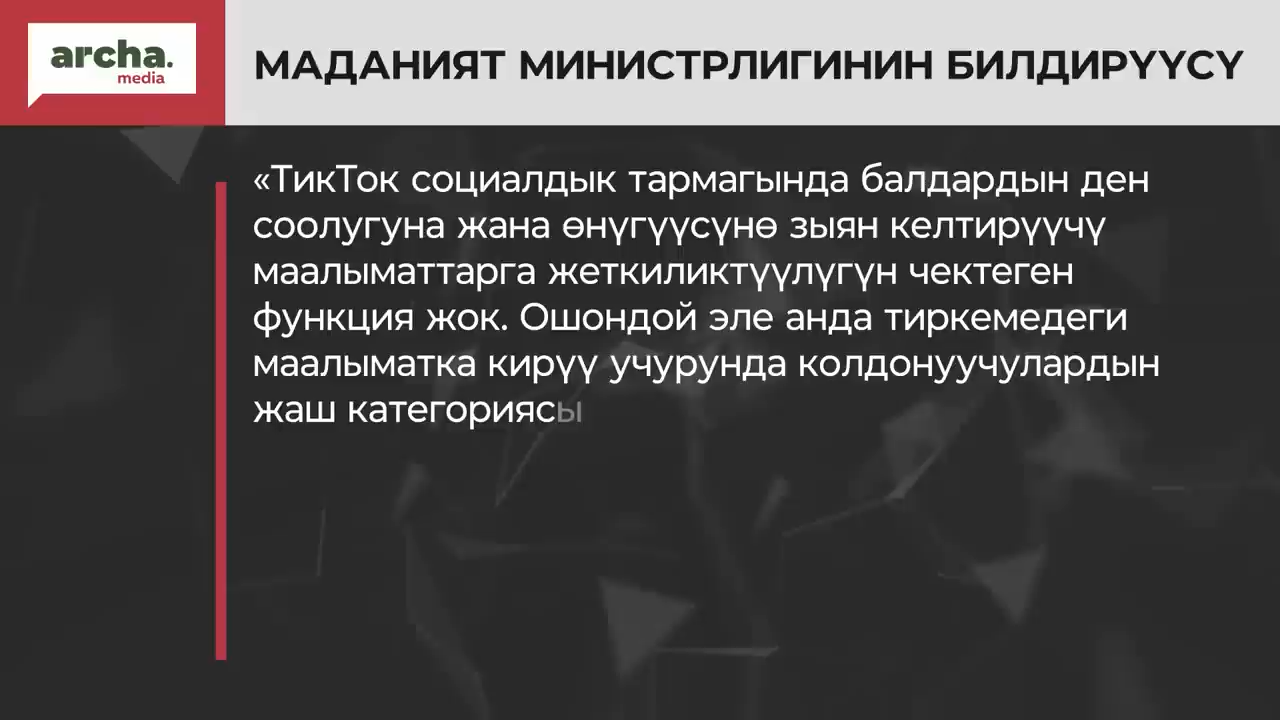 archa.
media
МАДАНИЯТ МИНИСТРЛИГИНИН БИЛДИРҮҮСҮ
«ТикТок социалдык тармагында балдардын ден
соолугуна жана өнүгүүсүнө зыян келтирүүчү
маалыматтарга жеткиликтүүлүгүн чектеген
функция жок. Ошондой эле анда тиркемедеги
маалыматка кирүү учурунда колдонуучулардын
жаш категориясы